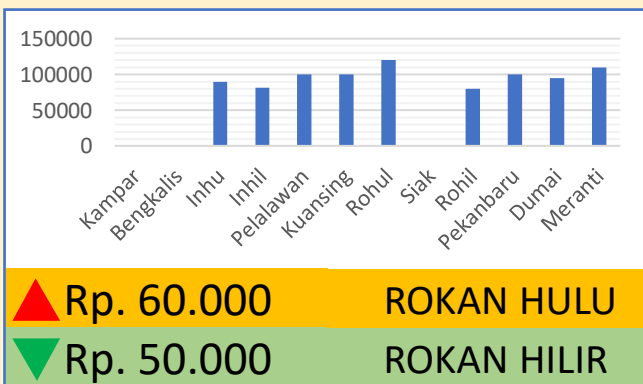 150000
100000
50000
0
Kampar
Bengkalis
Inhu
Inhil
Pelalawan
Kuansing
Rohul
Siak
Rohil
Pekanbaru
Dumai
Meranti
Rp. 60.000 ROKAN HULU
Rp. 50.000 ROKAN HILIR